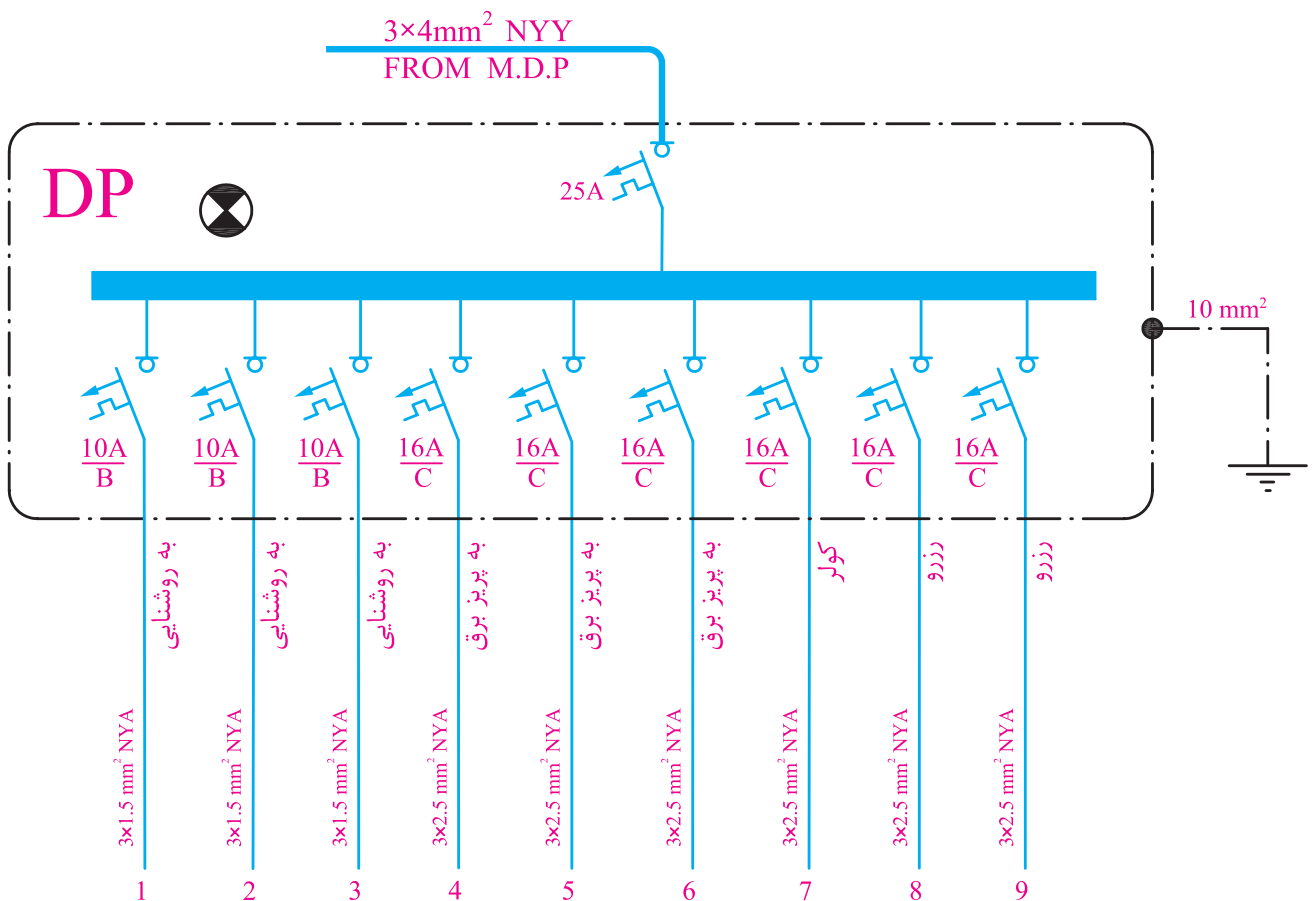 3×4mm² NYY
FROM M.D.P
DP
25A
10 mm²
10A
B
10A
B
10A
B
16A
C
16A
C
16A
C
16A
C
16A
C
16A
C
به روشنایی
به روشنایی
به روشنایی
به پریز برق
به پریز برق
به پریز برق
کولر
رزرو
رزرو
3×1.5 mm² NYA
3×1.5 mm² NYA
3×1.5 mm² NYA
3×2.5 mm² NYA
3×2.5 mm² NYA
3×2.5 mm² NYA
3×2.5 mm² NYA
3×2.5 mm² NYA
3×2.5 mm² NYA
1 2 3 4 5 6 7 8 9